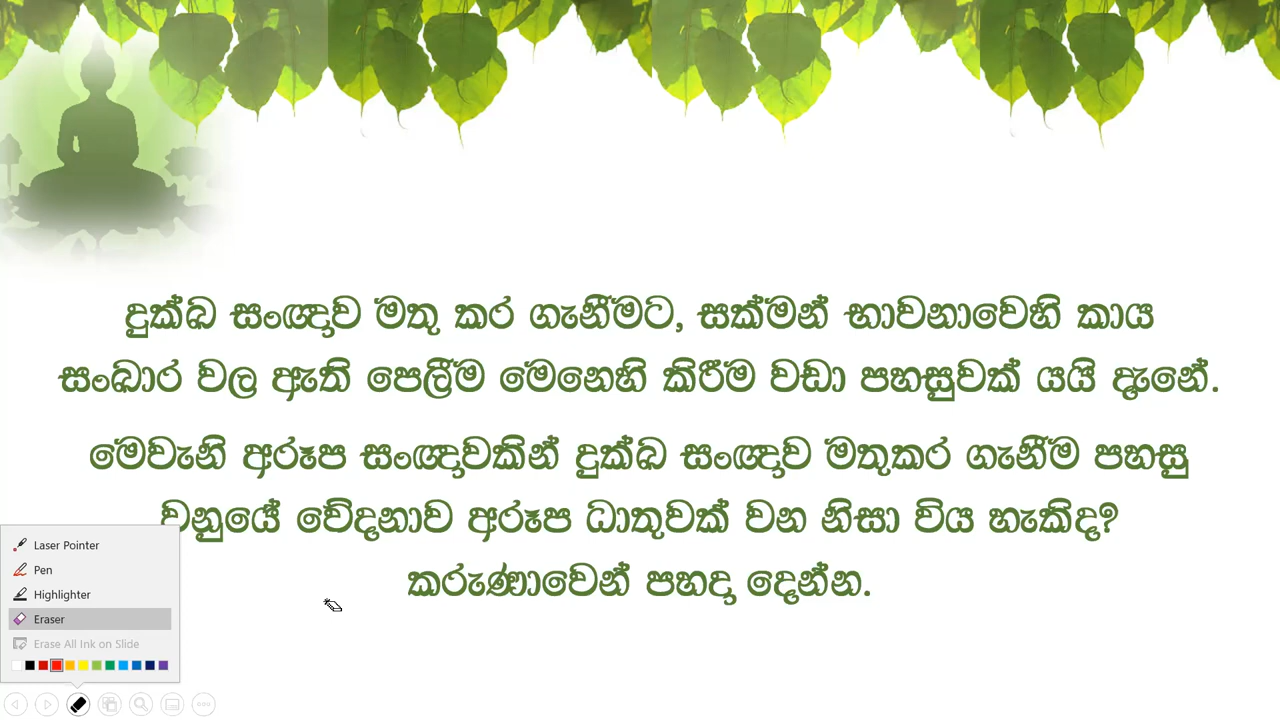 දුක්ඛ සංඥාව මතු කර ගැනීමට, සක්මන් භාවනාවෙහි කාය
සංඛාර වල ඇති පෙලීම මෙනෙහි කිරීම වඩා පහසුවක් යයි දැනේ.
මෙවැනි අරූප සංඥාවකින් දුක්ඛ සංඥාව මතුකර ගැනීම පහසු
වනුයේ වේදනාව අරූප ධාතුවක් වන නිසා විය හැකිද?
කරුණාවෙන් පහදා දෙන්න.
Laser Pointer
Pen
Highlighter
Eraser
Erase All Ink on Slide